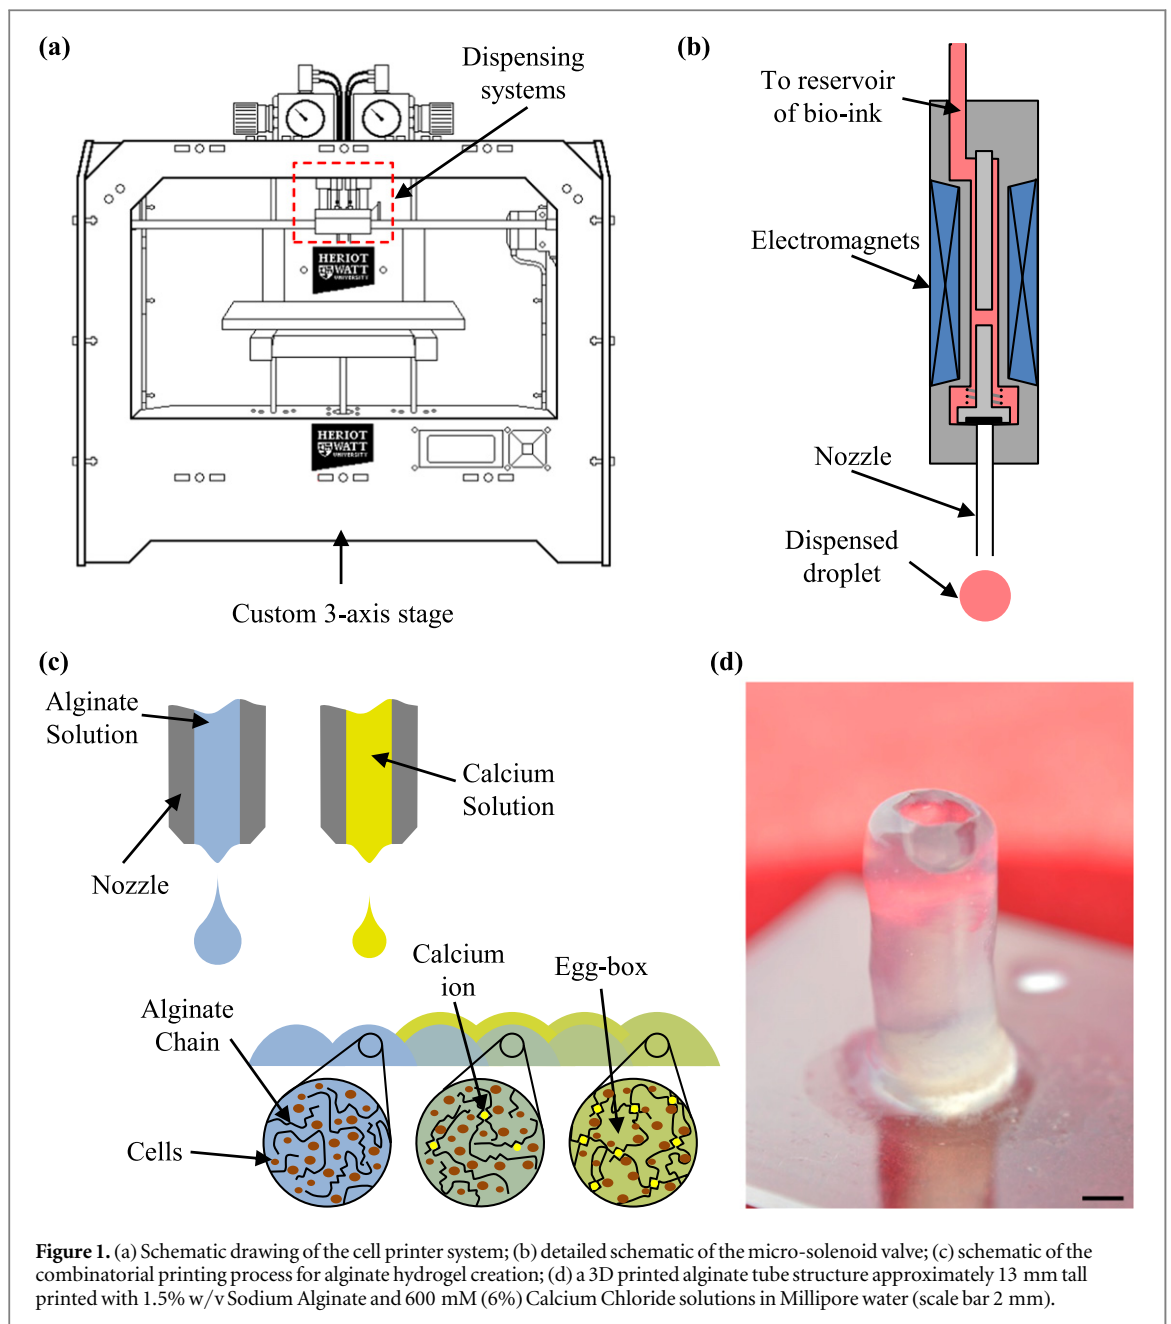 (a)
Dispensing
systems
HERIOT
WATT
UNIVERSITY
HERIOT
WATT
UNIVERSITY
Custom 3-axis stage
(b)
To reservoir
of bio-ink
Electromagnets
Nozzle
Dispensed
droplet
(c)
Alginate
Solution
Calcium
Solution
Nozzle
Calcium
ion
Egg-box
Alginate
Chain
Cells
(d)
Figure 1. (a) Schematic drawing of the cell printer system; (b) detailed schematic of the micro-solenoid valve; (c) schematic of the
combinatorial printing process for alginate hydrogel creation; (d) a 3D printed alginate tube structure approximately 13 mm tall
printed with 1.5% w/v Sodium Alginate and 600 mM (6%) Calcium Chloride solutions in Millipore water (scale bar 2 mm).